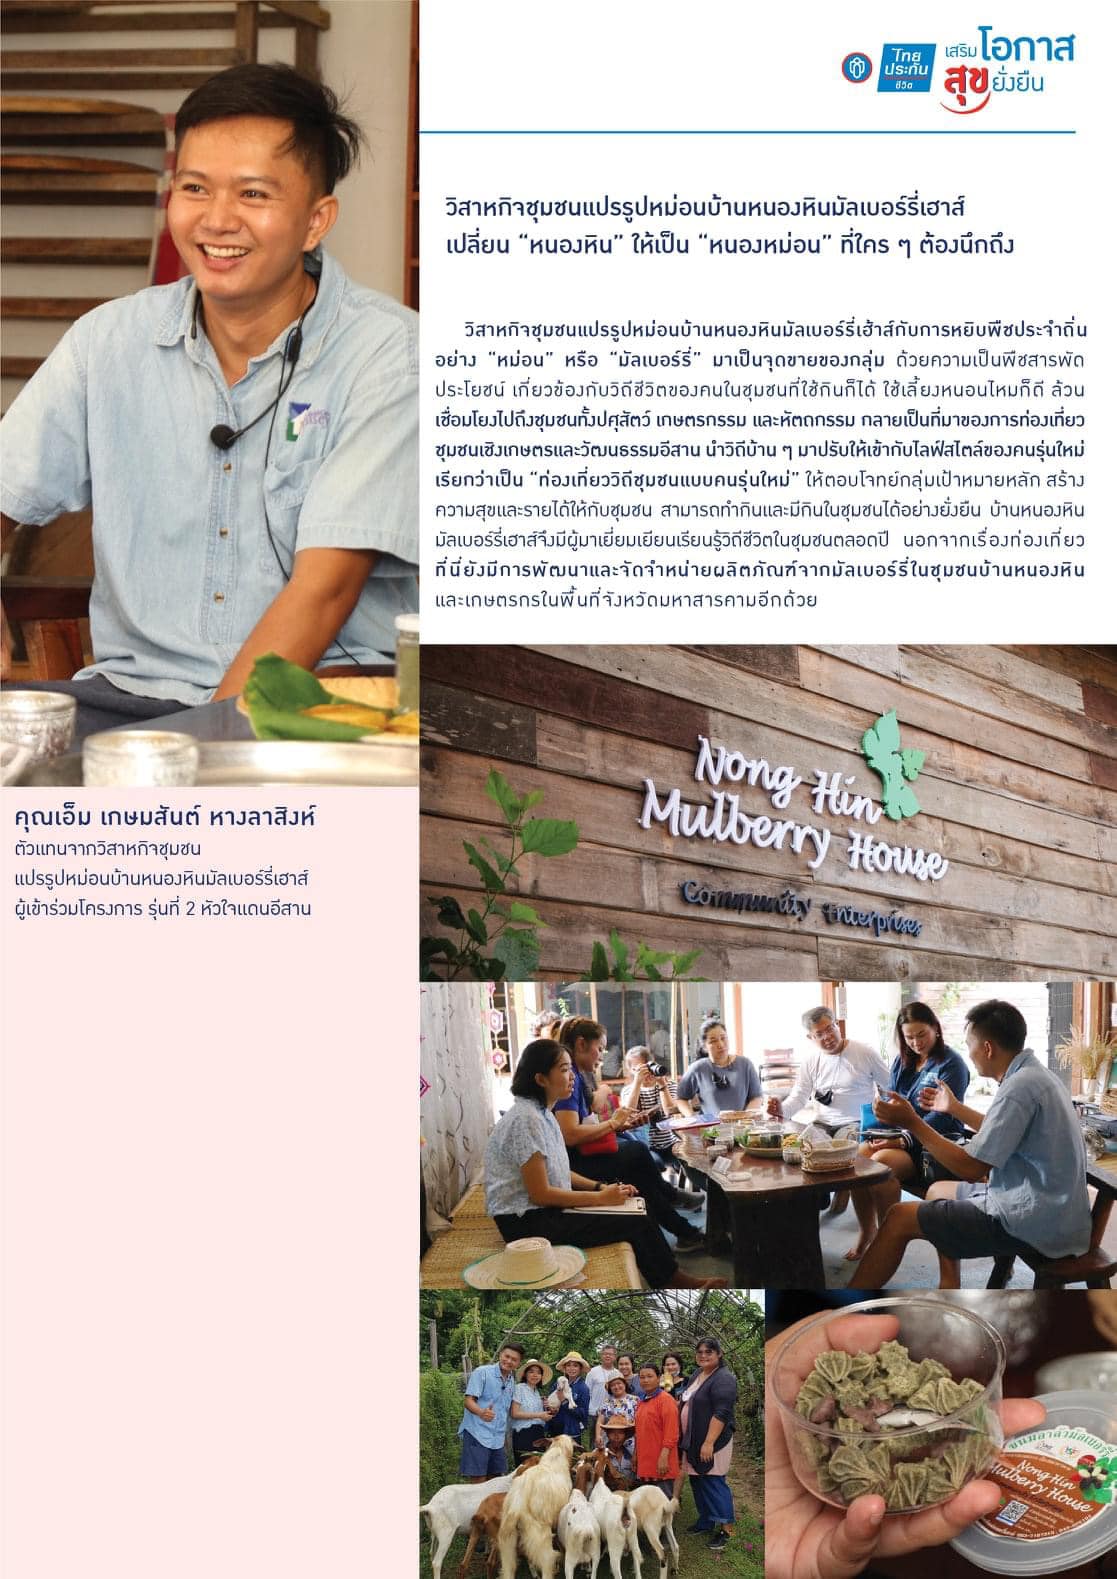 ไทย
ประกัน
ชีวิต
เสริมโอกาส
สุขยั่งยืน
วิสาหกิจชุมชนแปรรูปหม่อนบ้านหนองหินมัลเบอร์รี่เฮาส์
เปลี่ยน “หนองหิน” ให้เป็น “หนองหม่อน” ที่ใคร ๆ ต้องนึกถึง
วิสาหกิจชุมชนแปรรูปหม่อนบ้านหนองหินมัลเบอร์รี่เฮ้าส์กับการหยิบพืชประจำถิ่น
อย่าง “หม่อน” หรือ “มัลเบอร์รี่” มาเป็นจุดขายของกลุ่ม ด้วยความเป็นพืชสารพัด
ประโยชน์ เกี่ยวข้องกับวิถีชีวิตของคนในชุมชนที่ใช้กินก็ได้ ใช้เลี้ยงหนอนไหมก็ดี ล้วน
เชื่อมโยงไปถึงชุมชนทั้งปศุสัตว์ เกษตรกรรม และหัตถกรรม กลายเป็นที่มาของการท่องเที่ยว
ชุมชนเชิงเกษตรและวัฒนธรรมอีสาน นำวิถีบ้าน ๆ มาปรับให้เข้ากับไลฟ์สไตล์ของคนรุ่นใหม่
เรียกว่าเป็น “ท่องเที่ยววิถีชุมชนแบบคนรุ่นใหม่” ให้ตอบโจทย์กลุ่มเป้าหมายหลัก สร้าง
ความสุขและรายได้ให้กับชุมชน สามารถทำกินและมีกินในชุมชนได้อย่างยั่งยืน บ้านหนองหิน
มัลเบอร์รี่เฮาส์จึงมีผู้มาเยี่ยมเยียนเรียนรู้วิถีชีวิตในชุมชนตลอดปี นอกจากเรื่องท่องเที่ยว
ที่นี่ยังมีการพัฒนาและจัดจำหน่ายผลิตภัณฑ์จากมัลเบอร์รี่ในชุมชนบ้านหนองหิน
และเกษตรกรในพื้นที่จังหวัดมหาสารคามอีกด้วย
คุณเอ็ม เกษมสันต์ หางลาสิงห์
ตัวแทนจากวิสาหกิจชุมชน
แปรรูปหม่อนบ้านหนองหินมัลเบอร์รี่เฮาส์
ผู้เข้าร่วมโครงการ รุ่นที่ 2 หัวใจแดนอีสาน
Nong Hin
Mulberry House
Community Enterprises
Nong Hin
Mulberry House